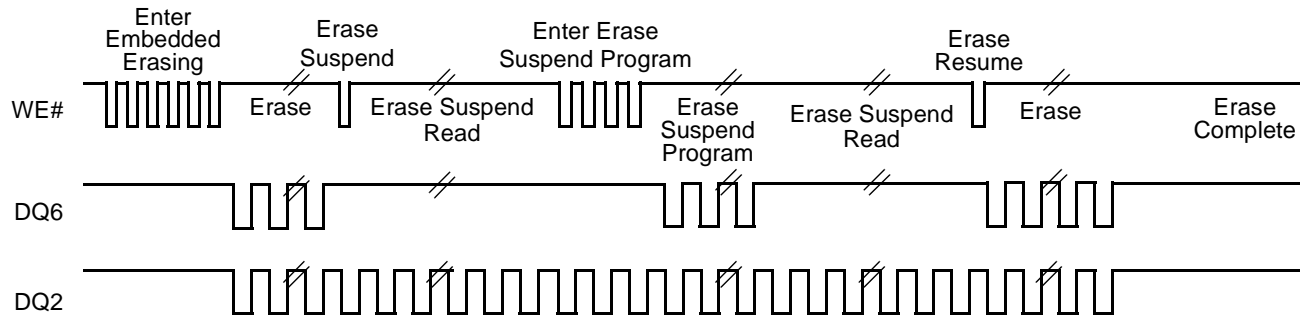 Enter
Embedded
Erasing
Erase
Suspend
Enter Erase
Suspend Program
Erase
Resume
WE#
Erase
Erase Suspend
Read
Erase
Suspend
Program
Erase Suspend
Read
Erase
Erase
Complete
DQ6
DQ2